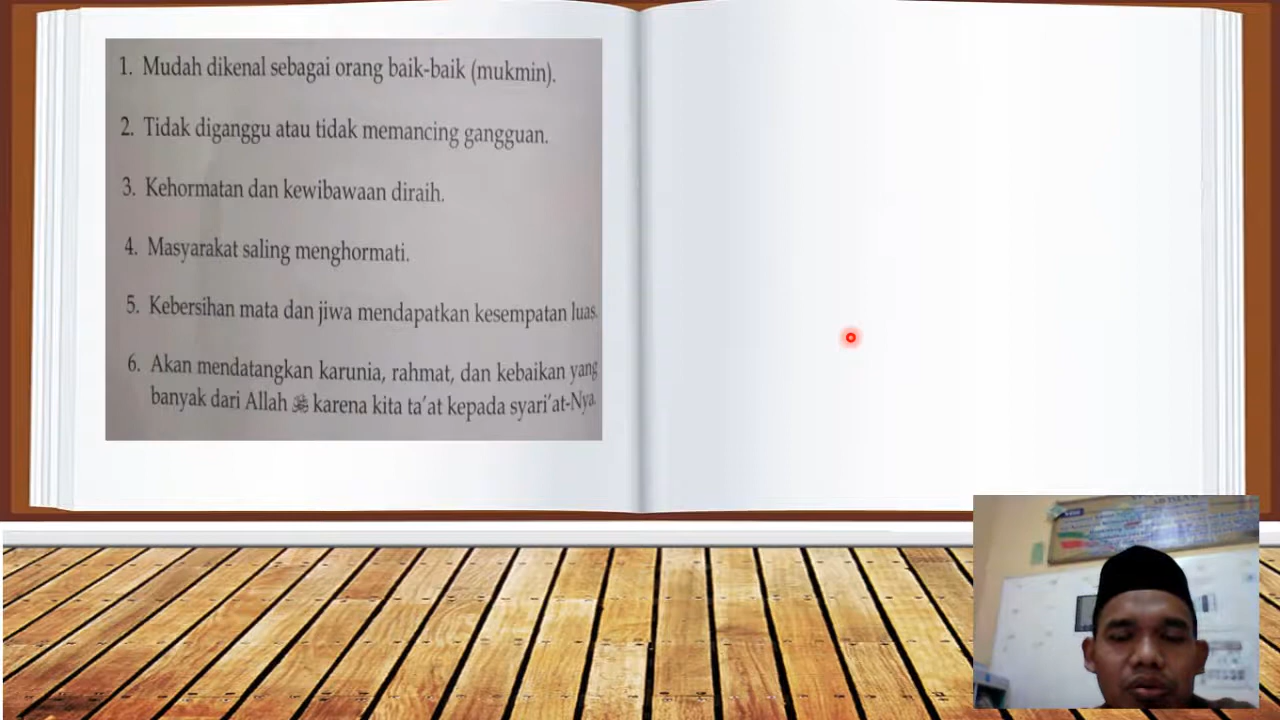 1. Mudah dikenal sebagai orang baik-baik (mukmin).
2. Tidak diganggu atau tidak memancing gangguan.
3. Kehormatan dan kewibawaan diraih.
4. Masyarakat saling menghormati.
5. Kebersihan mata dan jiwa mendapatkan kesempatan luas.
6. Akan mendatangkan karunia, rahmat, dan kebaikan yang
banyak dari Allah ﷻ karena kita ta'at kepada syari'at-Nya.